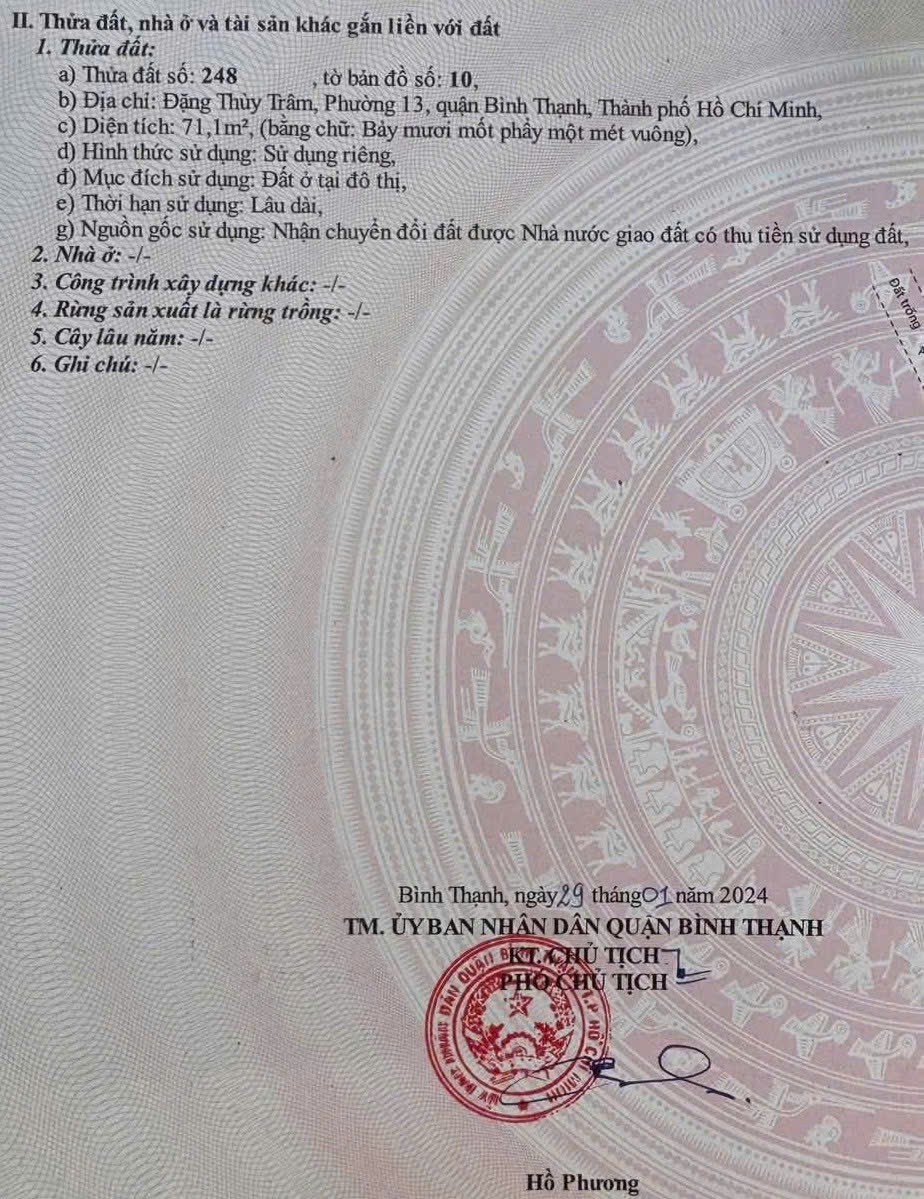 II. Thửa đất, nhà ở và tài sản khác gắn liền với đất
1. Thửa đất:
a) Thửa đất số: 248 , tờ bản đồ số: 10,
b) Địa chỉ: Đặng Thùy Trâm, Phường 13, quận Bình Thạnh, Thành phố Hồ Chí Minh,
c) Diện tích: 71,1m², (bằng chữ: Bảy mươi mốt phẩy một mét vuông),
d) Hình thức sử dụng: Sử dụng riêng,
đ) Mục đích sử dụng: Đất ở tại đô thị,
e) Thời hạn sử dụng: Lâu dài,
g) Nguồn gốc sử dụng: Nhận chuyển đổi đất được Nhà nước giao đất có thu tiền sử dụng đất,
2. Nhà ở: -/-
3. Công trình xây dựng khác: -/-
4. Rừng sản xuất là rừng trồng: -/-
5. Cây lâu năm: -/-
6. Ghi chú: -/-
Đất trống
Bình Thạnh, ngày 29 tháng 01 năm 2024
TM. ỦY BAN NHÂN DÂN QUẬN BÌNH THẠNH
KT. CHỦ TỊCH
PHÓ CHỦ TỊCH
Hồ Phương